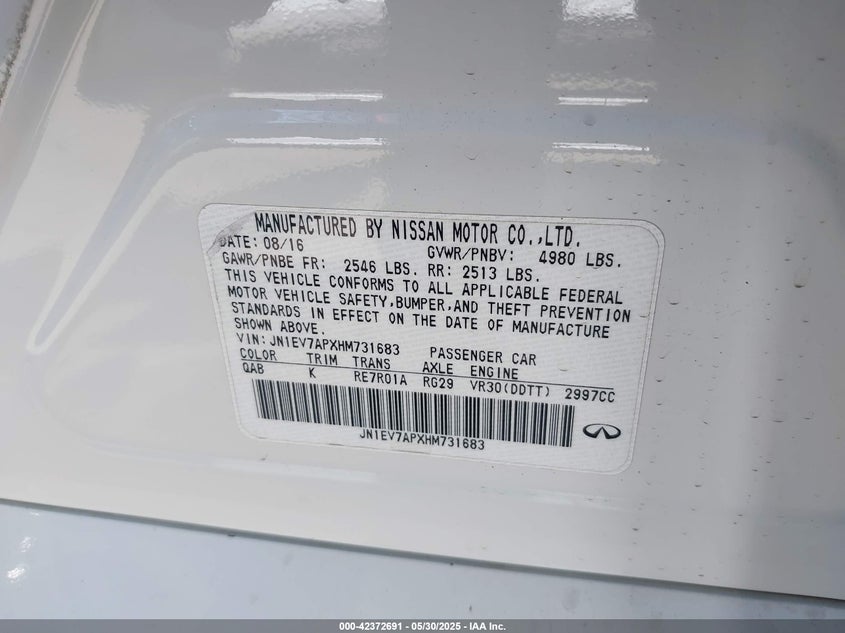 MANUFACTURED BY NISSAN MOTOR CO.,LTD.
DATE: 08/16 GVWR/PNBV: 4980 LBS.
GAWR/PNBE FR: 2546 LBS. RR: 2513 LBS.
THIS VEHICLE CONFORMS TO ALL APPLICABLE FEDERAL
MOTOR VEHICLE SAFETY,BUMPER,AND THEFT PREVENTION
STANDARDS IN EFFECT ON THE DATE OF MANUFACTURE
SHOWN ABOVE.
VIN: JN1EV7APXHM731683 PASSENGER CAR
COLOR TRIM TRANS AXLE ENGINE
QAB K RE7R01A RG29 VR30(DDTT) 2997CC
JN1EV7APXHM731683
000-42372691 - 05/30/2025 - IAA Inc.